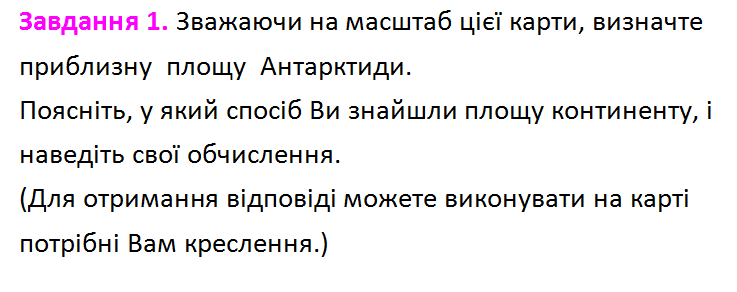 Завдання 1. Зважаючи на масштаб цієї карти, визначте
приблизну площу Антарктиди.
Поясніть, у який спосіб Ви знайшли площу континенту, і
наведіть свої обчислення.
(Для отримання відповіді можете виконувати на карті
потрібні Вам креслення.)